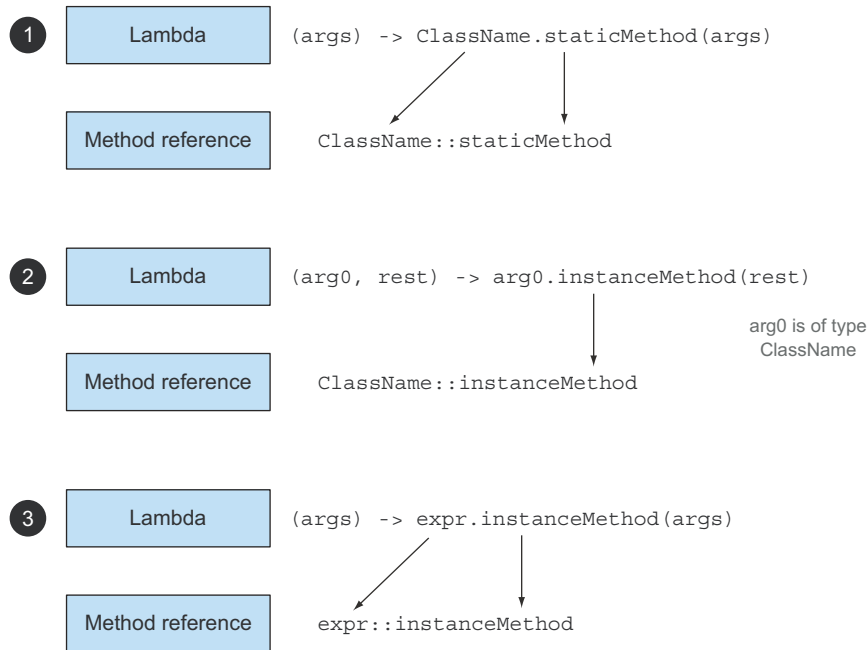 1
Lambda
(args) -> ClassName.staticMethod(args)
Method reference
ClassName::staticMethod
2
Lambda
(arg0, rest) -> arg0.instanceMethod(rest)
arg0 is of type
ClassName
Method reference
ClassName::instanceMethod
3
Lambda
(args) -> expr.instanceMethod(args)
Method reference
expr::instanceMethod